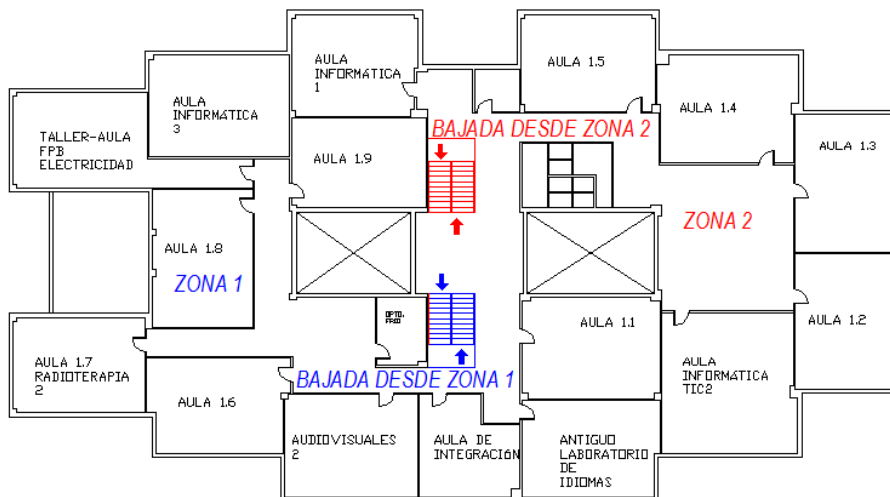 AULA
INFORMÁTICA
1
AULA 1.5
AULA
INFORMÁTICA
3
AULA 1.4
TALLER-AULA
FPB
ELECTRICIDAD
BAJADA DESDE ZONA 2
AULA 1.9
AULA 1.3
AULA 1.8
ZONA 1
ZONA 2
DPTO.
AULA 1.1
AULA 1.2
AULA 1.7
RADIOTERAPIA
2
BAJADA DESDE ZONA 1
AULA
INFORMÁTICA
TIC2
AULA 1.6
AUDIOVISUALES
2
AULA DE
INTEGRACIÓN
ANTIGUO
LABORATORIO
DE
IDIOMAS